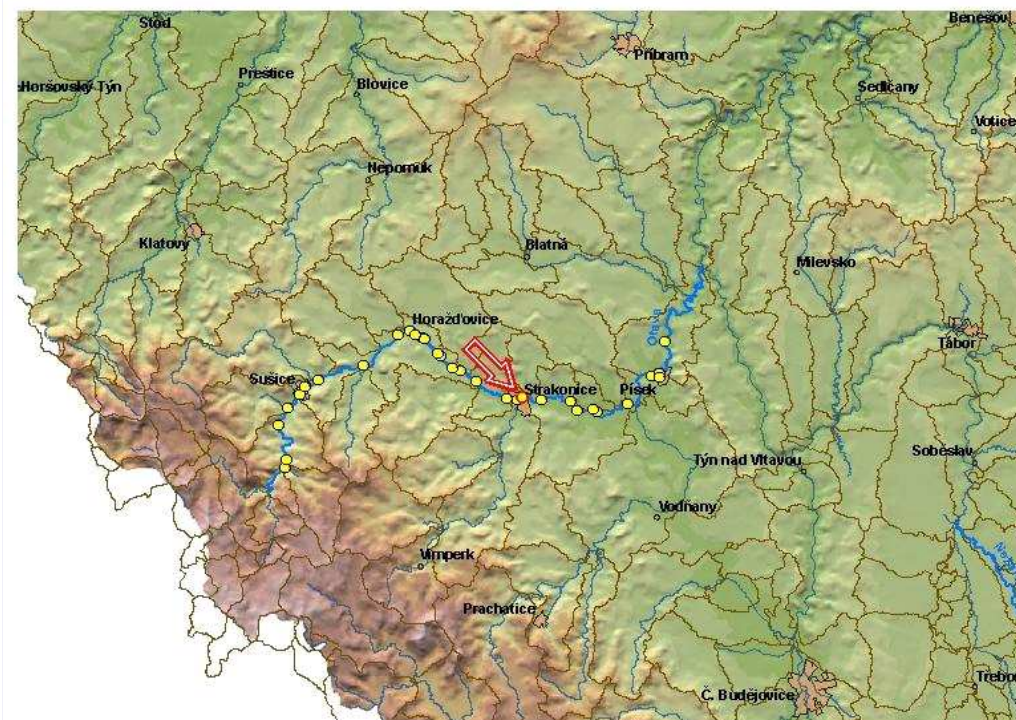 Stod
Benešov
Příbram
Přeštice
Horšovský Týn
Blovice
Sedlčany
Votice
Nepomuk
Klatovy
Blatná
Milevsko
Horažďovice
Otava
Tábor
Sušice
Strakonice
Písek
Týn nad Vltavou
Soběslav
Vodňany
Vimperk
Prachatice
Č. Budějovice